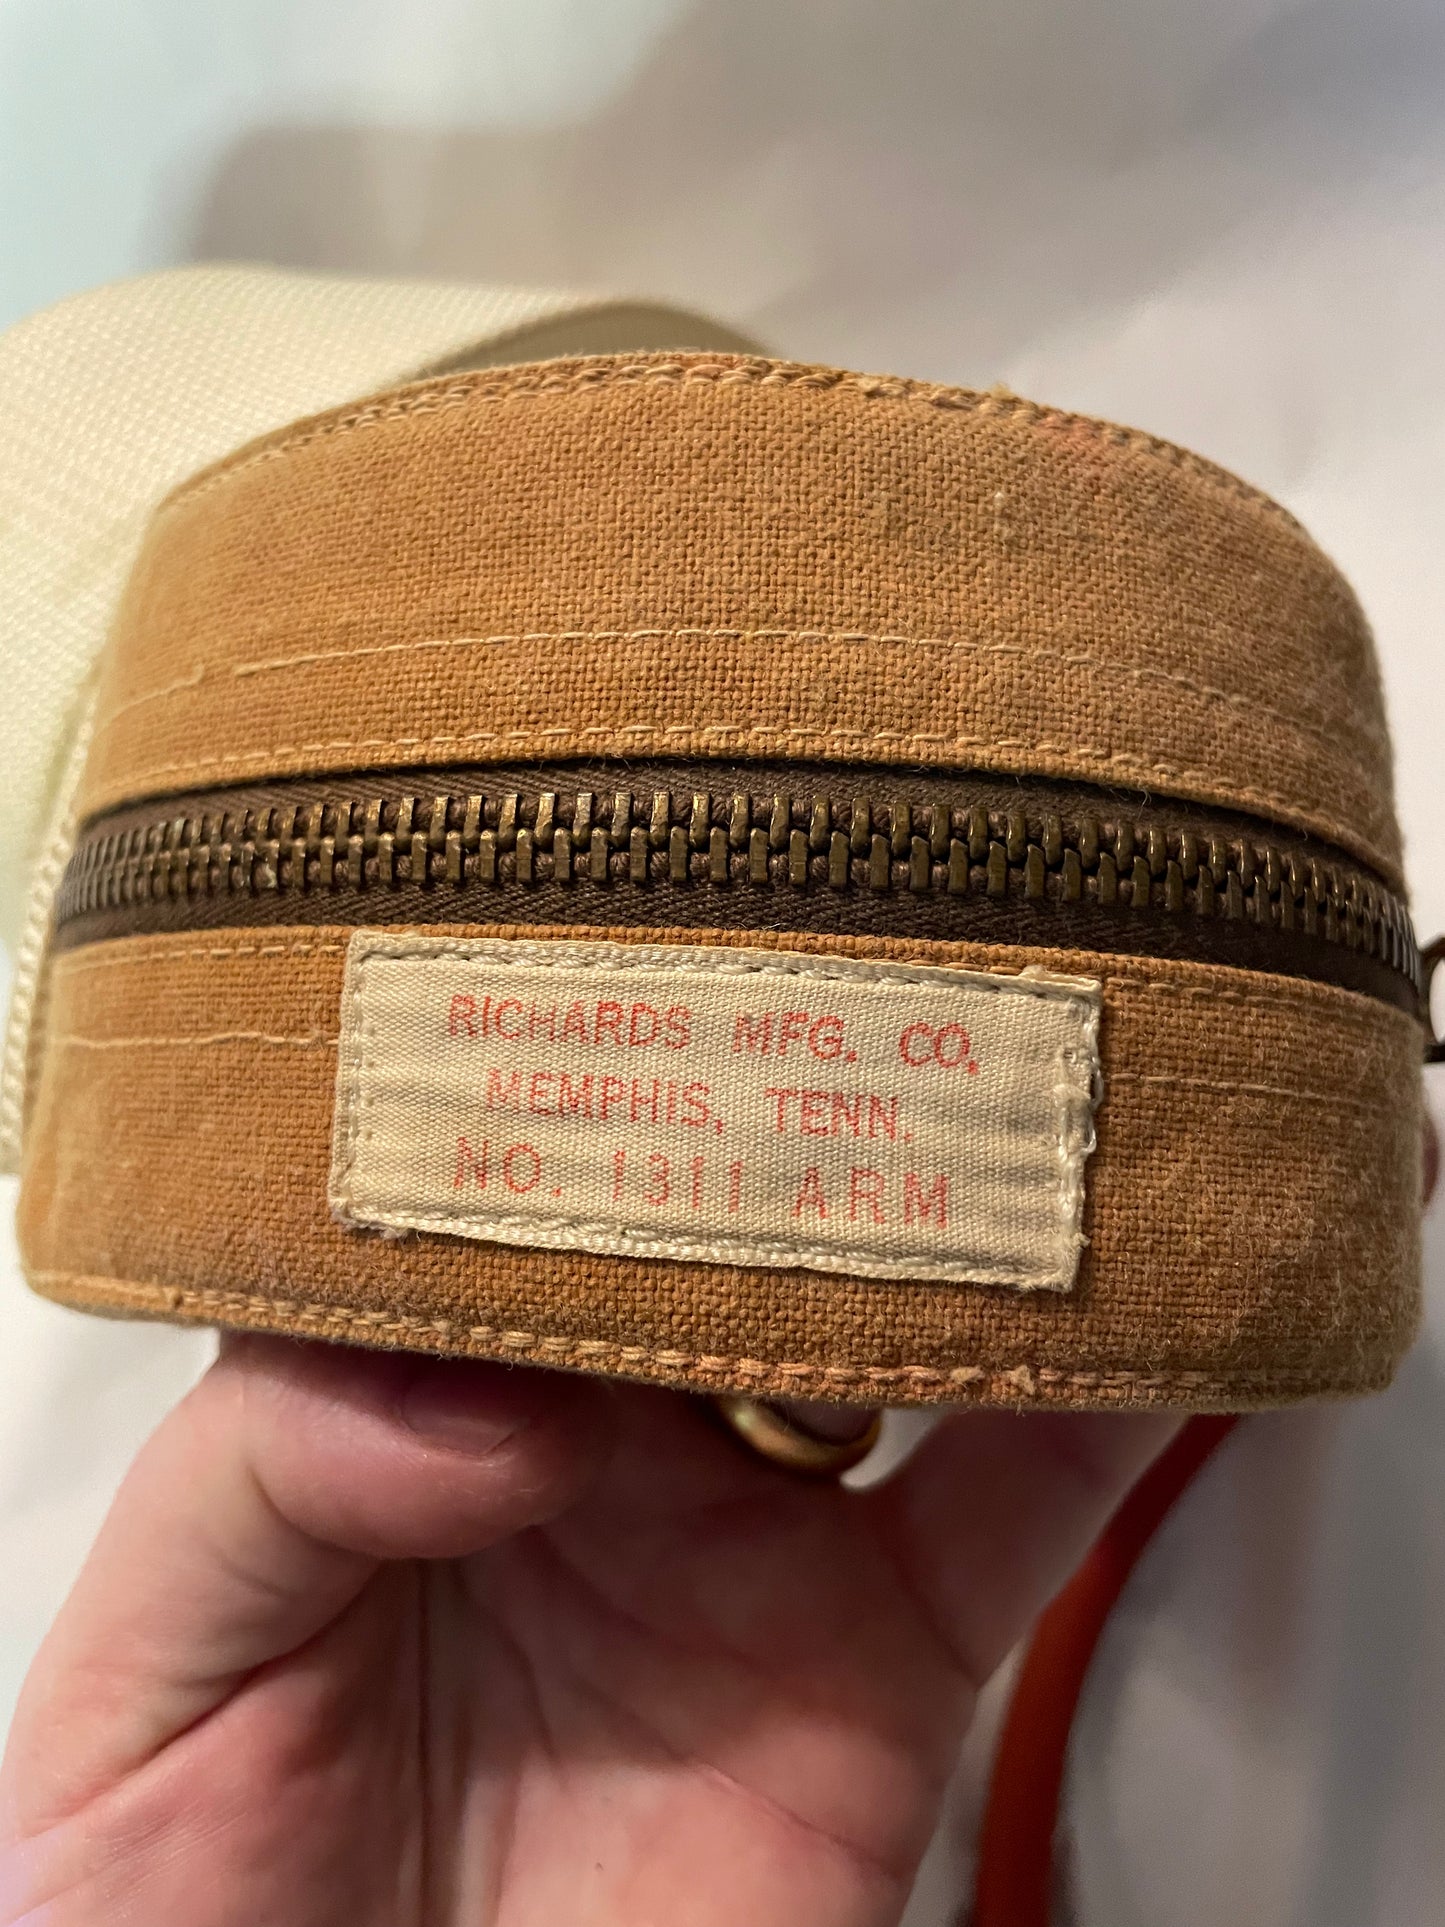 RICHARDS MFG. CO.
MEMPHIS, TENN.
NO. 1311 ARM